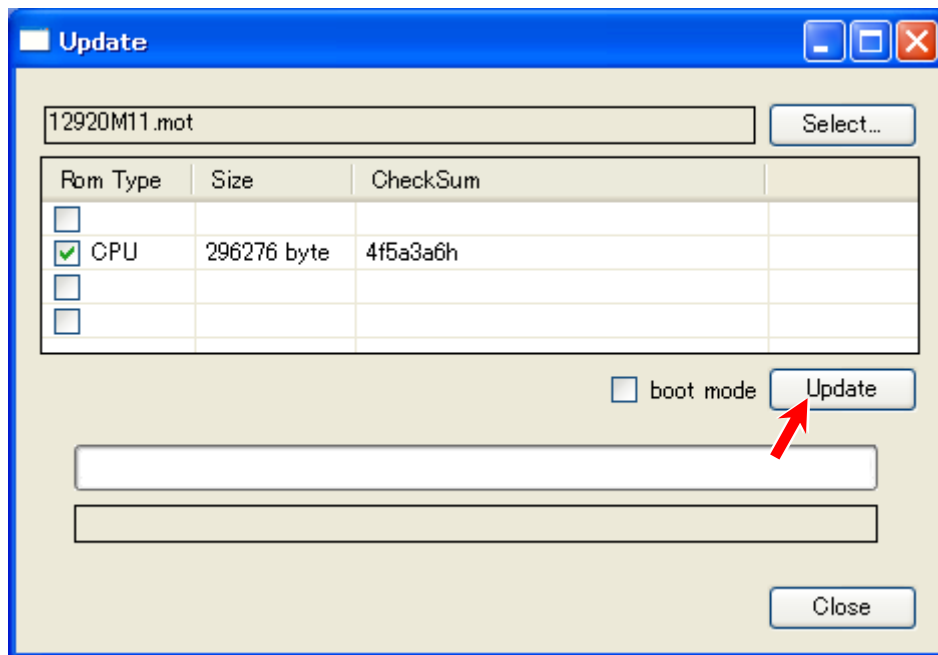 Update
12920M11.mot
Select...
Rom Type Size CheckSum
CPU 296276 byte 4f5a3a6h
boot mode Update
Close